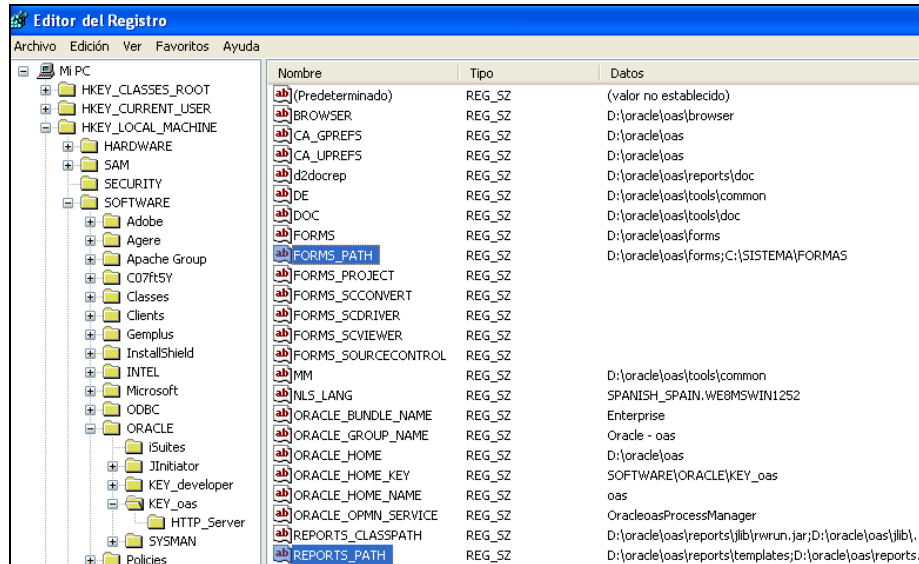 Editor del Registro
Archivo Edición Ver Favoritos Ayuda
Mi PC
HKEY_CLASSES_ROOT
HKEY_CURRENT_USER
HKEY_LOCAL_MACHINE
HARDWARE
SAM
SECURITY
SOFTWARE
Adobe
Agere
Apache Group
C07ft5Y
Classes
Clients
Gemplus
InstallShield
INTEL
Microsoft
ODBC
ORACLE
iSuites
JInitiator
KEY_developer
KEY_oas
HTTP_Server
SYSMAN
Policies
Nombre Tipo Datos
(Predeterminado) REG_SZ (valor no establecido)
BROWSER REG_SZ D:\oracle\oas\browser
CA_GPREFS REG_SZ D:\oracle\oas
CA_UPREFS REG_SZ D:\oracle\oas
d2docrep REG_SZ D:\oracle\oas\reports\doc
DE REG_SZ D:\oracle\oas\tools\common
DOC REG_SZ D:\oracle\oas\tools\doc
FORMS REG_SZ D:\oracle\oas\forms
FORMS_PATH REG_SZ D:\oracle\oas\forms;C:\SISTEMA\FORMAS
FORMS_PROJECT REG_SZ
FORMS_SCCONVERT REG_SZ
FORMS_SCDRIVER REG_SZ
FORMS_SCVIEWER REG_SZ
FORMS_SOURCECONTROL REG_SZ
MM REG_SZ D:\oracle\oas\tools\common
NLS_LANG REG_SZ SPANISH_SPAIN.WE8MSWIN1252
ORACLE_BUNDLE_NAME REG_SZ Enterprise
ORACLE_GROUP_NAME REG_SZ Oracle - oas
ORACLE_HOME REG_SZ D:\oracle\oas
ORACLE_HOME_KEY REG_SZ SOFTWARE\ORACLE\KEY_oas
ORACLE_HOME_NAME REG_SZ oas
ORACLE_OPMN_SERVICE REG_SZ OracleoasProcessManager
REPORTS_CLASSPATH REG_SZ D:\oracle\oas\reports\jlib\rwrun.jar;D:\oracle\oas\jlib\.
REPORTS_PATH REG_SZ D:\oracle\oas\reports\templates;D:\oracle\oas\reports.